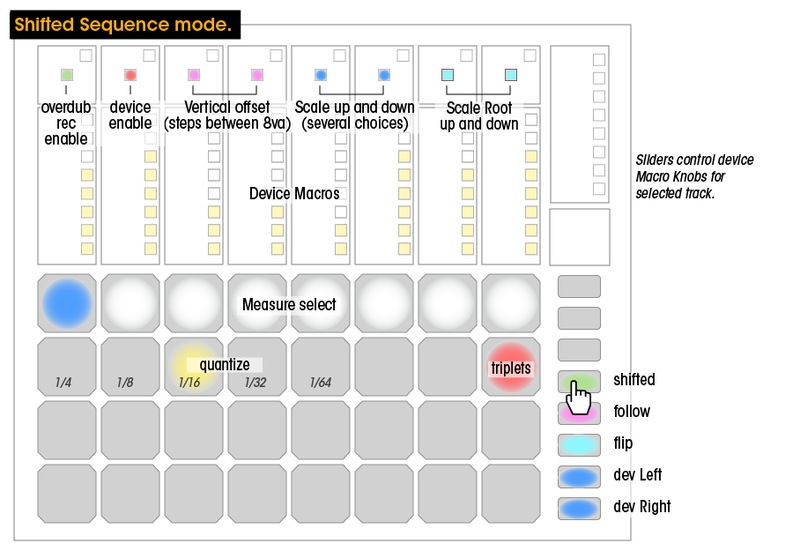 Shifted Sequence mode.
overdub
rec
enable
device
enable
Vertical offset
(steps between 8va)
Scale up and down
(several choices)
Scale Root
up and down
Sliders control device
Macro Knobs for
selected track.
Device Macros
Measure select
quantize
1/4
1/8
1/16
1/32
1/64
triplets
shifted
follow
flip
dev Left
dev Right